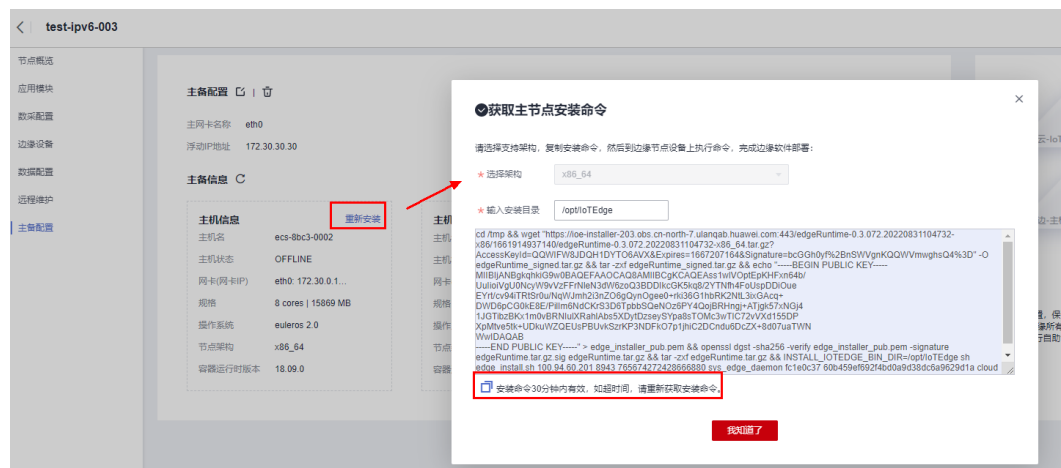 test-ipv6-003
节点概览
应用模块
数采配置
边缘设备
数据配置
远程维护
主备配置
主备配置
主网卡名称 eth0
浮动IP地址 172.30.30.30
主备信息
主机信息 重新安装
主机名 ecs-8bc3-0002
主机状态 OFFLINE
网卡(网卡IP) eth0: 172.30.0.1...
规格 8 cores | 15869 MB
操作系统 euleros 2.0
节点架构 x86_64
容器运行时版本 18.09.0
获取主节点安装命令
请选择支持架构，复制安装命令，然后到边缘节点设备上执行命令，完成边缘软件部署：
* 选择架构 x86_64
* 输入安装目录 /opt/IoTEdge
cd /tmp && wget "https://ioe-installer-203.obs.cn-north-7.ulanqab.huawei.com:443/edgeRuntime-0.3.072.20220831104732-
x86/1661914937140/edgeRuntime-0.3.072.20220831104732-x86_64.tar.gz?
AccessKeyId=QQWIFW8JDQH1DYTO6AVX&Expires=1667207164&Signature=bcGGh0yf%2BnSWVgnKQQWVmwghsQ4%3D" -O
edgeRuntime_signed.tar.gz && tar -zxf edgeRuntime_signed.tar.gz && echo "-----BEGIN PUBLIC KEY-----
-----END PUBLIC KEY-----" > edge_installer_pub.pem && openssl dgst -sha256 -verify edge_installer_pub.pem -signature
edgeRuntime.tar.gz.sig edgeRuntime.tar.gz && tar -zxf edgeRuntime.tar.gz && INSTALL_IOTEDGE_BIN_DIR=/opt/IoTEdge sh
edge_install.sh 100.94.60.201 8943 765674272428666880 sys_edge_daemon fc1e0c37 60b459ef692f4bd0a9d38dc6a9629d1a cloud
安装命令30分钟内有效，如超时间，请重新获取安装命令。
我知道了